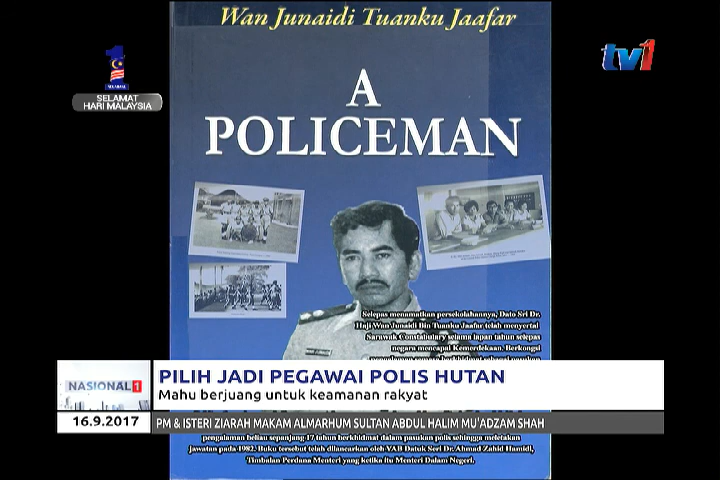 Wan Junaidi Tuanku Jaafar
A
POLICEMAN
1
MALAYSIA
SELAMAT
HARI MALAYSIA
tv1
Selepas menamatkan persekolahannya, Dato Sri Dr.
Haji Wan Junaidi Bin Tuanku Jaafar telah menyertai
Sarawak Constabulary selama lapan tahun selepas
negara mencapai Kemerdekaan. Berkongsi
NASIONAL 1
PILIH JADI PEGAWAI POLIS HUTAN
Mahu berjuang untuk keamanan rakyat
16.9.2017
PM & ISTERI ZIARAH MAKAM ALMARHUM SULTAN ABDUL HALIM MU'ADZAM SHAH
pengalaman beliau sepanjang 17 tahun berkhidmat dalam pasukan polis sehingga meletakan
jawatan pada 1982. Buku tersebut telah dilancarkan oleh YAB Datuk Seri Dr. Ahmad Zahid Hamidi,
Timbalan Perdana Menteri yang ketika itu Menteri Dalam Negeri.